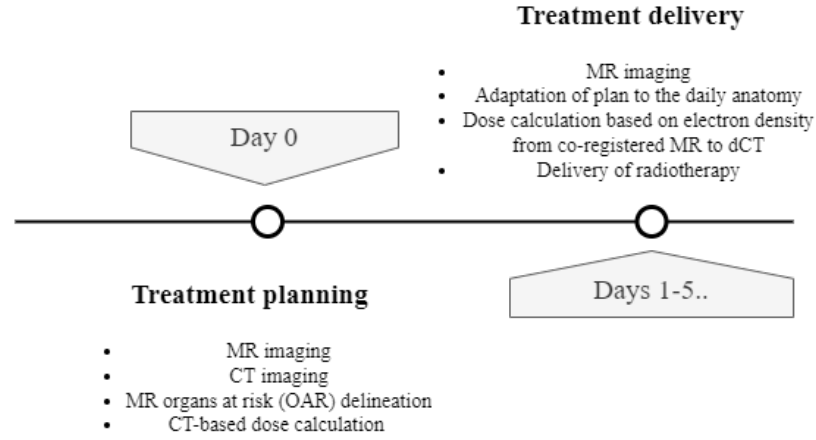 Treatment delivery
• MR imaging
• Adaptation of plan to the daily anatomy
• Dose calculation based on electron density
from co-registered MR to dCT
• Delivery of radiotherapy
Day 0
Days 1-5..
Treatment planning
• MR imaging
• CT imaging
• MR organs at risk (OAR) delineation
• CT-based dose calculation